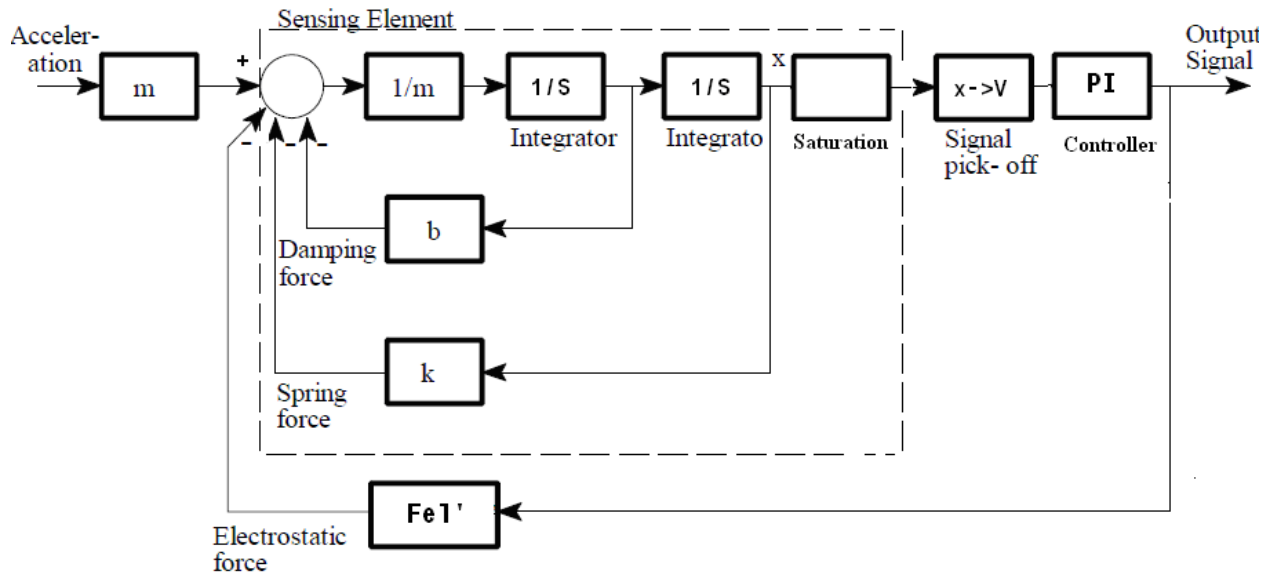 Sensing Element
Acceler-
ation
m
+
1/m
1/S
Integrator
1/S
Integrato
x
Saturation
x->V
Signal
pick- off
PI
Controller
Output
Signal
-
-
-
b
Damping
force
k
Spring
force
Fel'
Electrostatic
force